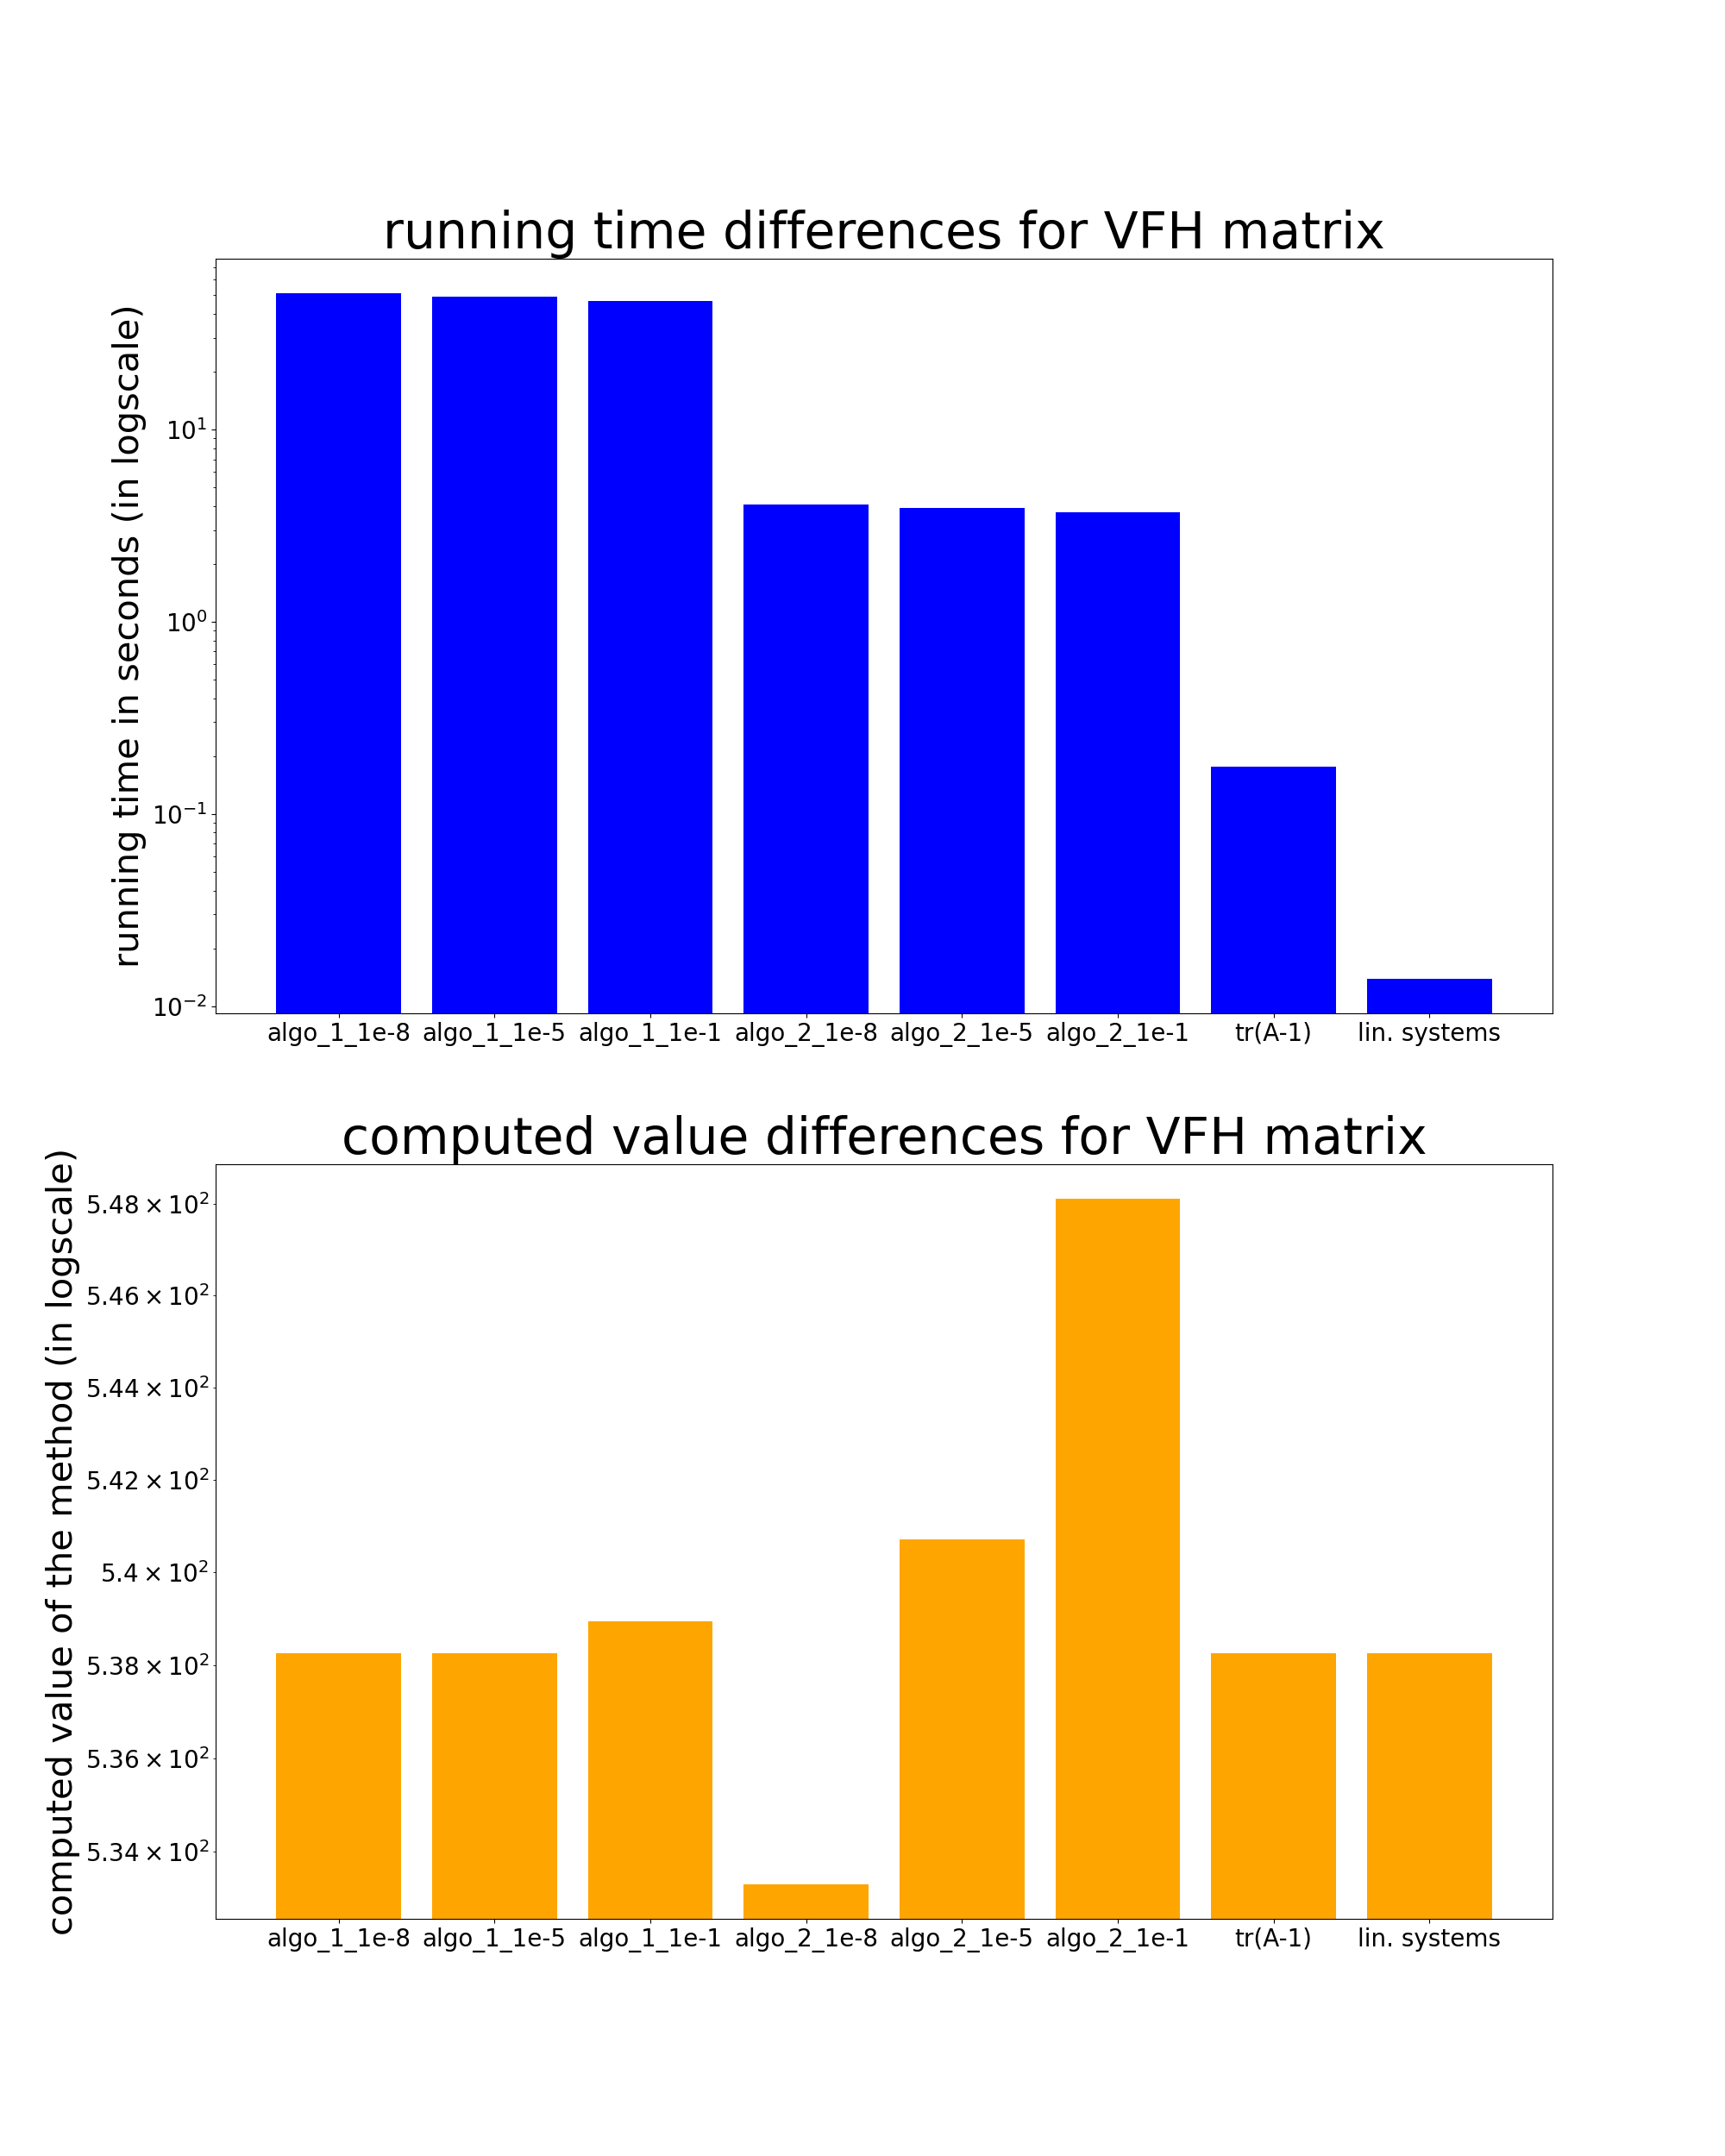 running time differences for VFH matrix
running time in seconds (in logscale)
10¹
10⁰
10⁻¹
10⁻²
algo_1_1e-8 algo_1_1e-5 algo_1_1e-1 algo_2_1e-8 algo_2_1e-5 algo_2_1e-1 tr(A-1) lin. systems
computed value differences for VFH matrix
computed value of the method (in logscale)
5.48 × 10²
5.46 × 10²
5.44 × 10²
5.42 × 10²
5.4 × 10²
5.38 × 10²
5.36 × 10²
5.34 × 10²
algo_1_1e-8 algo_1_1e-5 algo_1_1e-1 algo_2_1e-8 algo_2_1e-5 algo_2_1e-1 tr(A-1) lin. systems